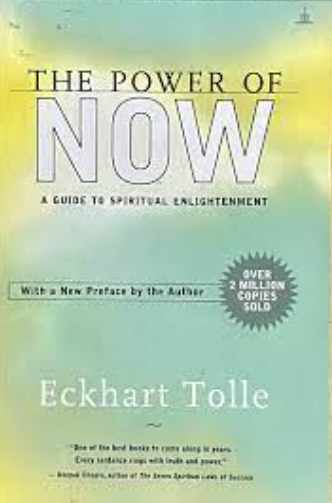 THE POWER OF
NOW
A GUIDE TO SPIRITUAL ENLIGHTENMENT
With a New Preface by the Author
OVER
2 MILLION
COPIES
SOLD
Eckhart Tolle
~
"One of the best books to come along in years.
Every sentence rings with truth and power."
– Deepak Chopra, author of The Seven Spiritual Laws of Success